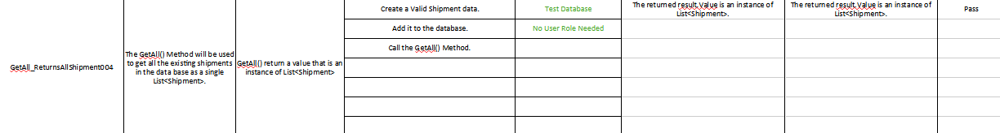 GetAll_ReturnsAllShipment004
The GetAll() Method will be used
to get all the existing shipments
in the data base as a single
List<Shipment>.
GetAll() return a value that is an
instance of List<Shipment>
Create a Valid Shipment data.
Add it to the database.
Call the GetAll() Method.
Test Database
No User Role Needed
The returned result.Value is an instance of
List<Shipment>.
The returned result.Value is an instance of
List<Shipment>.
Pass